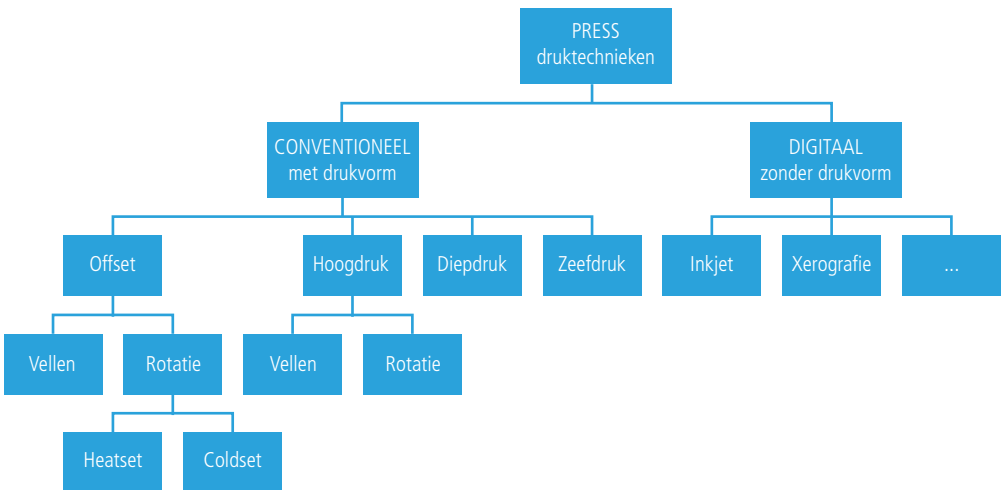 PRESS
druktechnieken
CONVENTIONEEL
met drukvorm
DIGITAAL
zonder drukvorm
Offset
Hoogdruk
Diepdruk
Zeefdruk
Inkjet
Xerografie
...
Vellen
Rotatie
Vellen
Rotatie
Heatset
Coldset